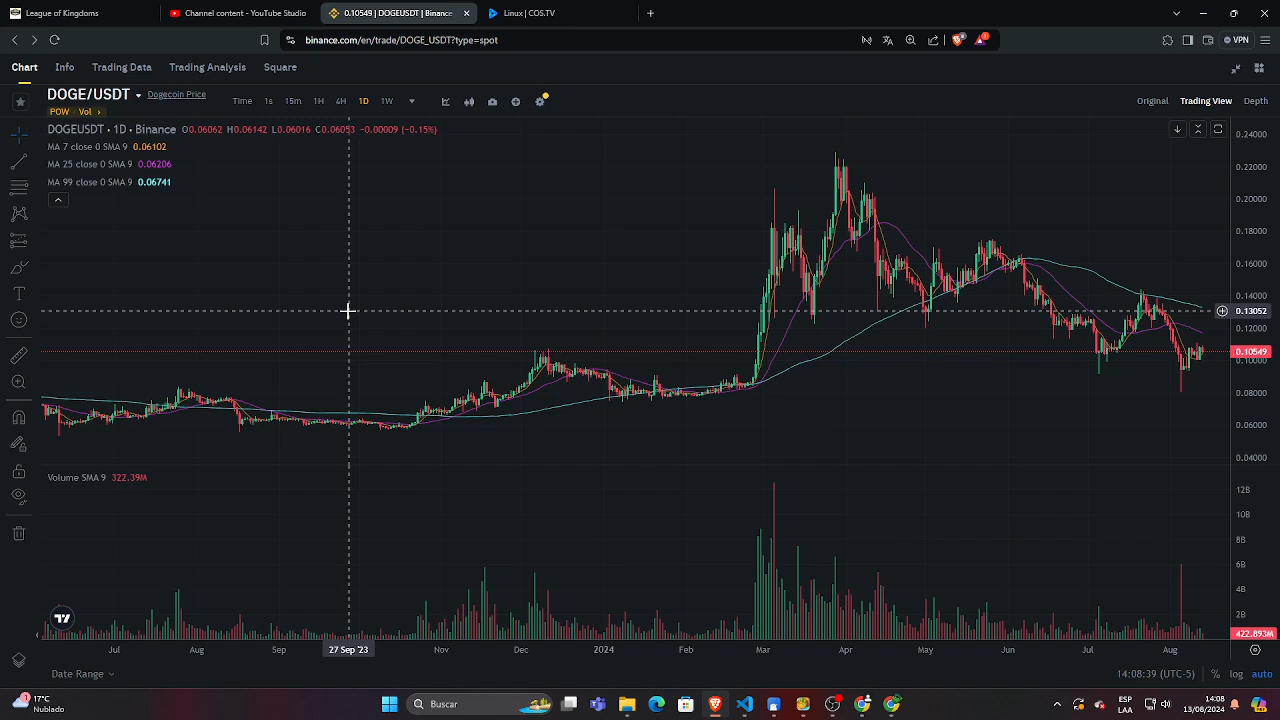 League of Kingdoms
Channel content - YouTube Studio
0.10549 | DOGEUSDT | Binance
Linux | COS.TV
binance.com/en/trade/DOGE_USDT?type=spot
VPN
Chart Info Trading Data Trading Analysis Square
DOGE/USDT Dogecoin Price
POW Vol
Time 1s 15m 1H 4H 1D 1W
Original Trading View Depth
DOGEUSDT · 1D · Binance O0.06062 H0.06142 L0.06016 C0.06053 -0.00009 (-0.15%)
MA 7 close 0 SMA 9 0.06102
MA 25 close 0 SMA 9 0.06206
MA 99 close 0 SMA 9 0.06741
0.24000
0.22000
0.20000
0.18000
0.16000
0.14000
0.13052
0.12000
0.10549
0.10000
0.08000
0.06000
0.04000
Volume SMA 9 322.39M
12B
10B
8B
6B
4B
2B
422.893M
Jul Aug Sep 27 Sep '23 Nov Dec 2024 Feb Mar Apr May Jun Jul Aug
Date Range
14:08:39 (UTC-5) % log auto
17°C
Nublado
Buscar
ESP
LAA
14:08
13/08/2024